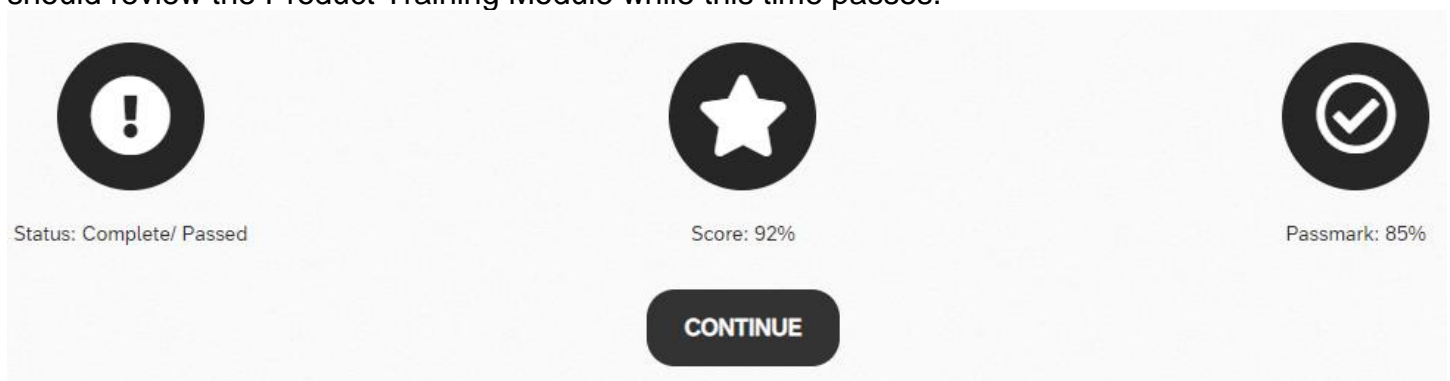 should review the Product Training Module while this time passes.
Status: Complete/ Passed
Score: 92%
Passmark: 85%
CONTINUE